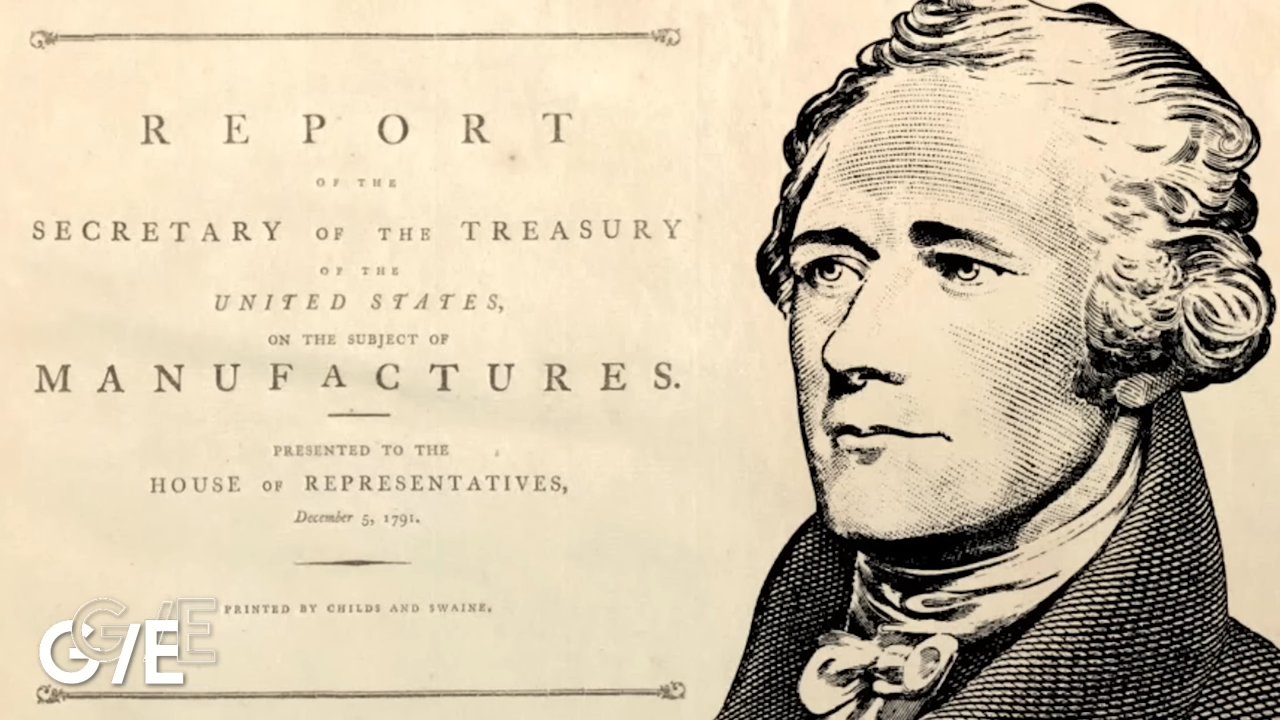 REPORT
OF THE
SECRETARY OF THE TREASURY
OF THE
UNITED STATES,
ON THE SUBJECT OF
MANUFACTURES.
PRESENTED TO THE
HOUSE OF REPRESENTATIVES,
December 5, 1791.
PRINTED BY CHILDS AND SWAINE.
G/E
G/E